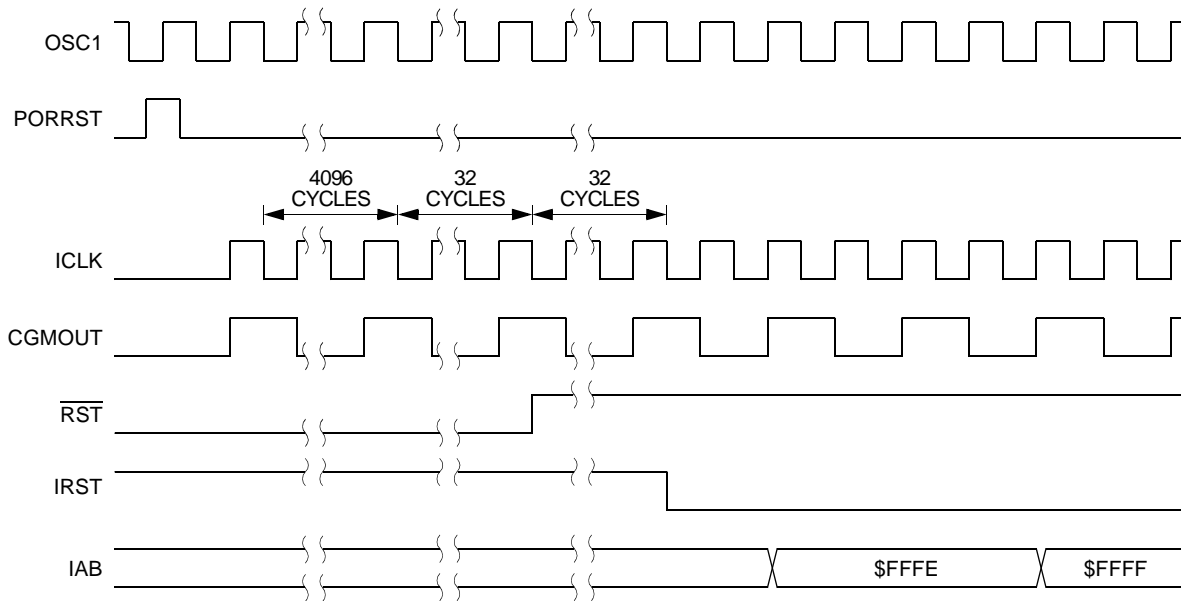 OSC1
PORRST
4096
CYCLES
32
CYCLES
32
CYCLES
ICLK
CGMOUT
RST
IRST
IAB
$FFFE
$FFFF